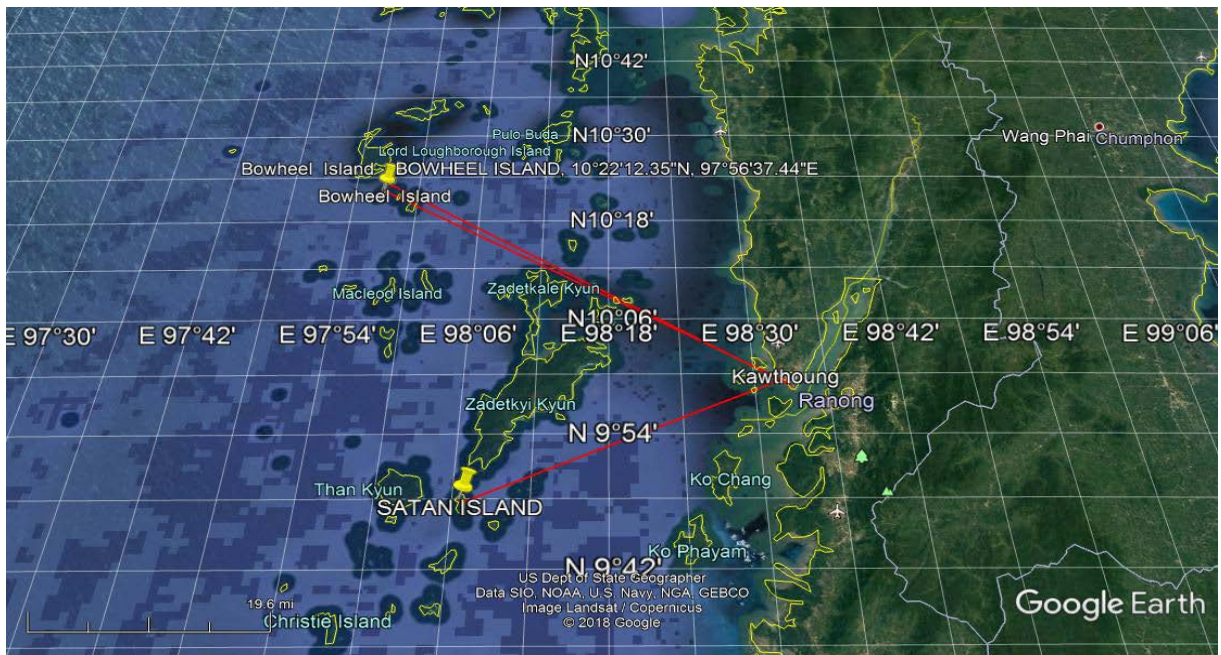 N10°42'
N10°30'
Pulo Buda
Wang Phai
Chumphon
Lord Loughborough Island
Bowheel Island
BOWHEEL ISLAND, 10°22'12.35"N, 97°56'37.44"E
Bowheel Island
N10°18'
Macleod Island
Zadetkale Kyun
N10°06'
E 97°30'
E 97°42'
E 97°54'
E 98°06'
E 98°18'
E 98°30'
E 98°42'
E 98°54'
E 99°06'
Kawthoung
Ranong
Zadetkyi Kyun
N 9°54'
Than Kyun
SATAN ISLAND
Ko Chang
Ko Phayam
N 9°42'
US Dept of State Geographer
Data SIO, NOAA, U.S. Navy, NGA, GEBCO
Image Landsat / Copernicus
© 2018 Google
19.6 mi
Christie Island
Google Earth